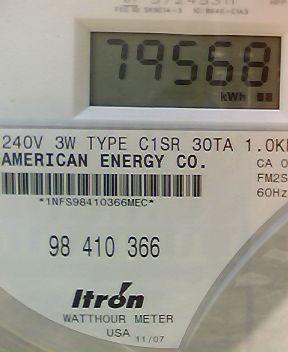 79568
kWh
240V 3W TYPE C1SR 30TA 1.0K
AMERICAN ENERGY CO.
CA 0
FM2S
60Hz
*1NFS98410366MEC*
98 410 366
Itron
WATTHOUR METER
USA 11/07